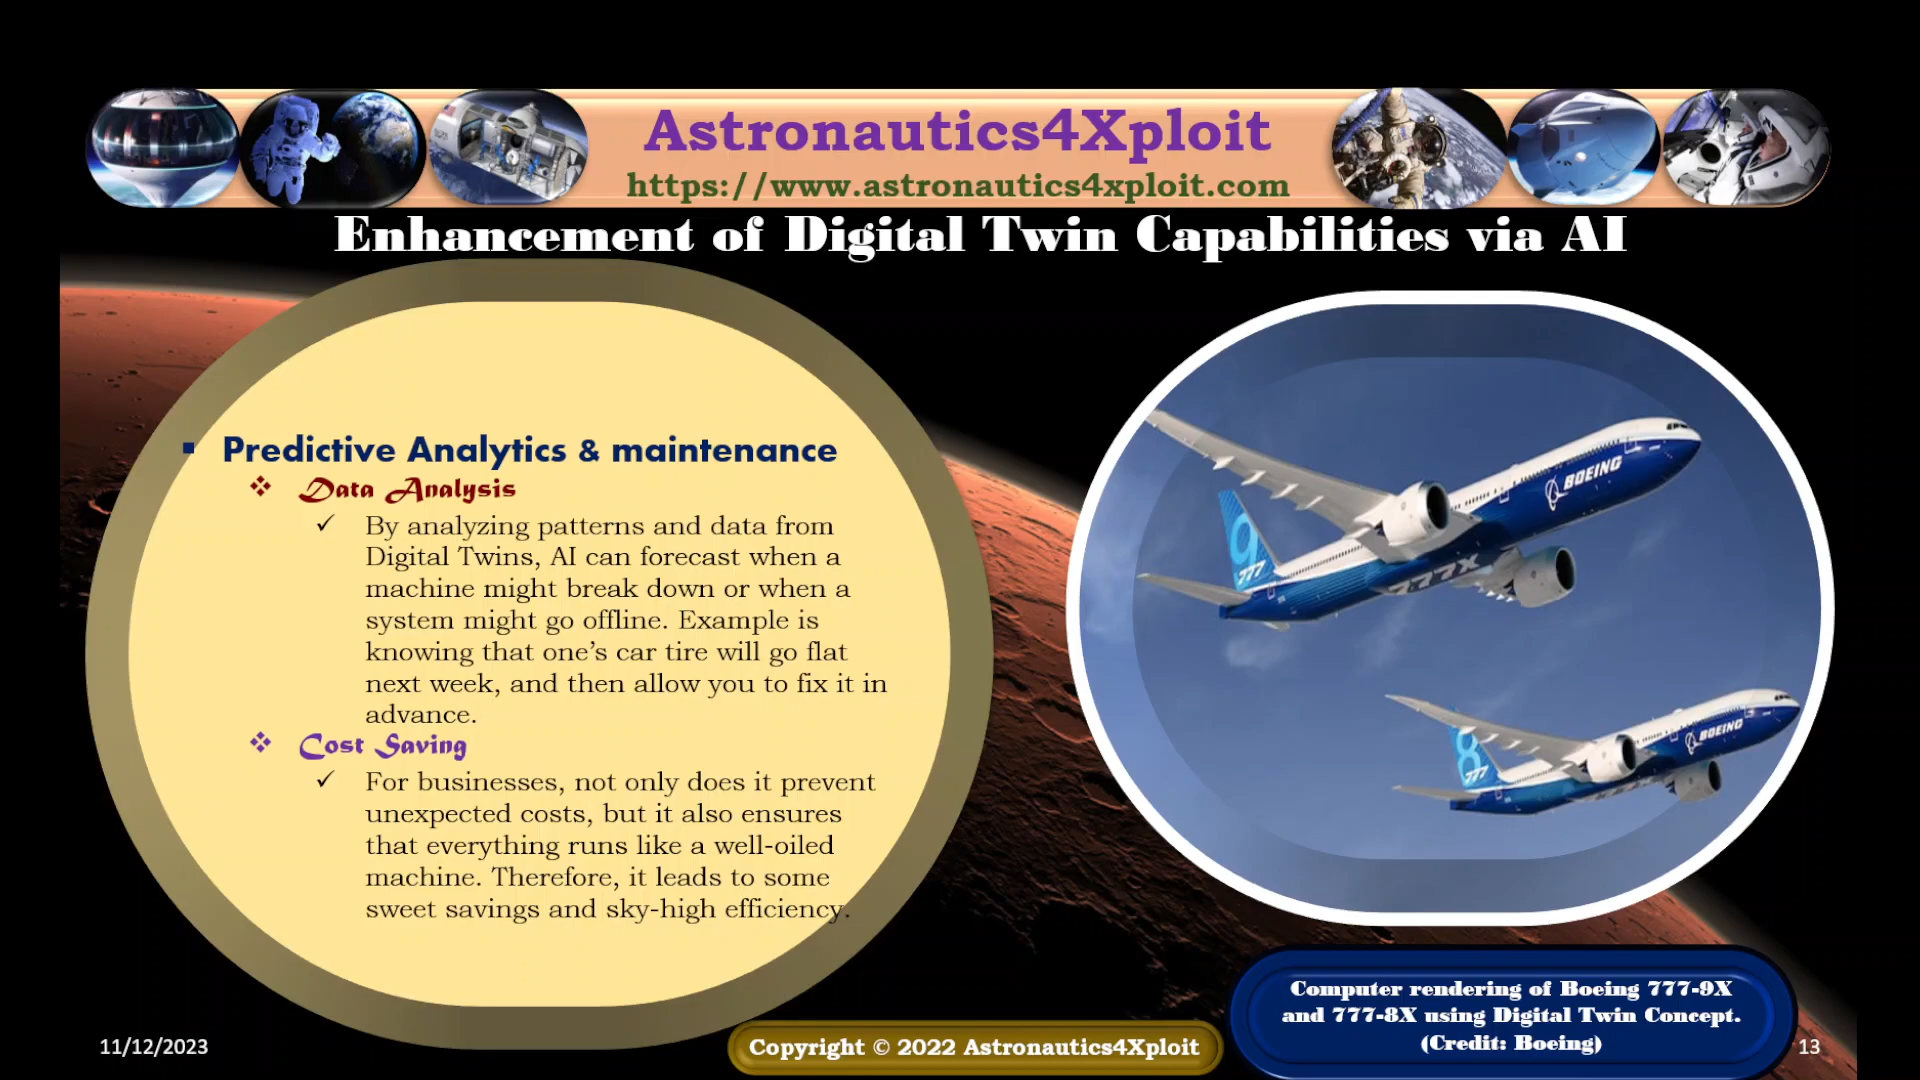 Astronautics4Xploit
https://www.astronautics4xploit.com
Enhancement of Digital Twin Capabilities via AI
Predictive Analytics & maintenance
Data Analysis
By analyzing patterns and data from
Digital Twins, AI can forecast when a
machine might break down or when a
system might go offline. Example is
knowing that one’s car tire will go flat
next week, and then allow you to fix it in
advance.
Cost Saving
For businesses, not only does it prevent
unexpected costs, but it also ensures
that everything runs like a well-oiled
machine. Therefore, it leads to some
sweet savings and sky-high efficiency.
BOEING
9
777
777X
BOEING
8
777
Computer rendering of Boeing 777-9X
and 777-8X using Digital Twin Concept.
(Credit: Boeing)
11/12/2023
Copyright © 2022 Astronautics4Xploit
13